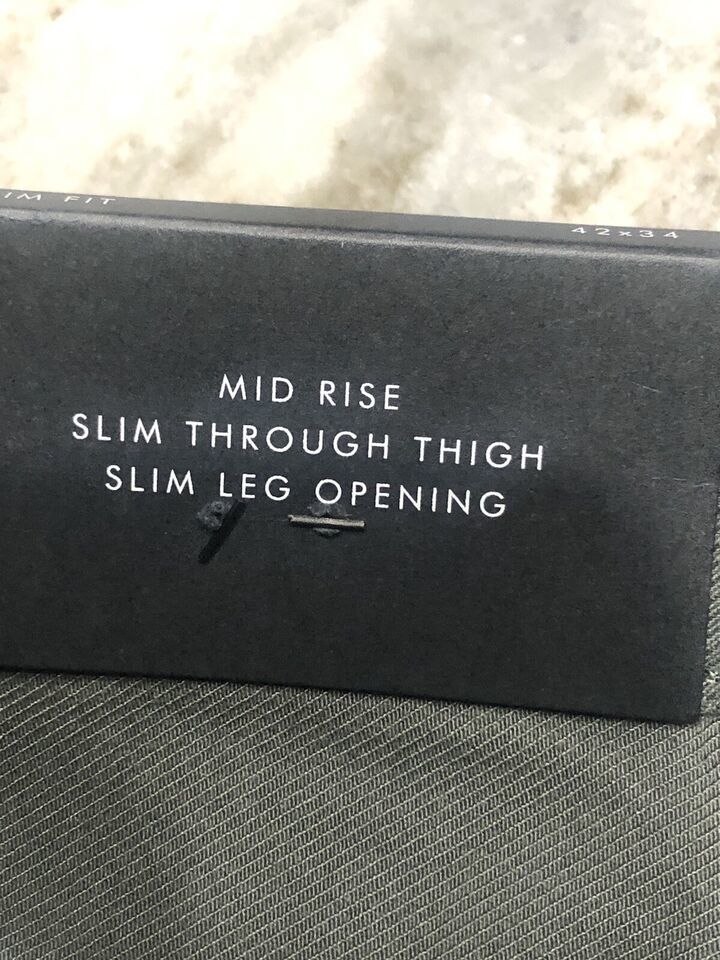 IM FIT
42x34
MID RISE
SLIM THROUGH THIGH
SLIM LEG OPENING